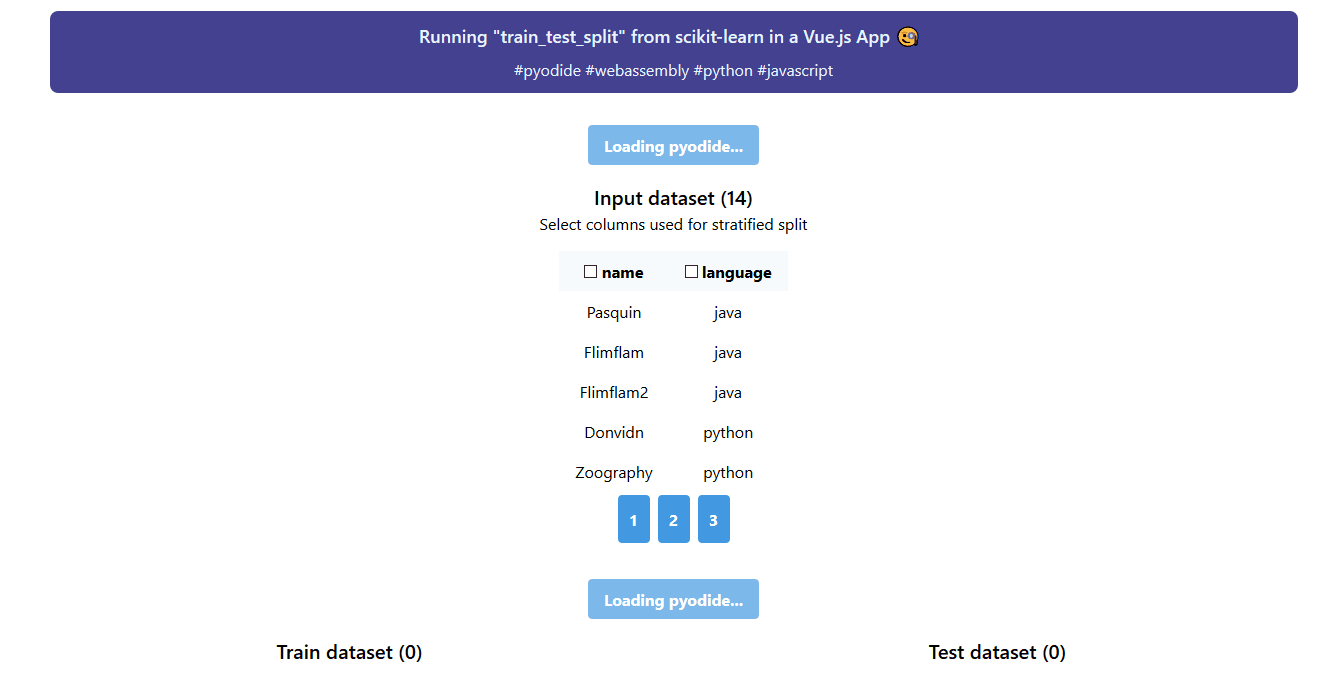 Running "train_test_split" from scikit-learn in a Vue.js App 🧐
#pyodide #webassembly #python #javascript
Loading pyodide...
Input dataset (14)
Select columns used for stratified split
name language
Pasquin java
Flimflam java
Flimflam2 java
Donvidn python
Zoography python
1 2 3
Loading pyodide...
Train dataset (0) Test dataset (0)